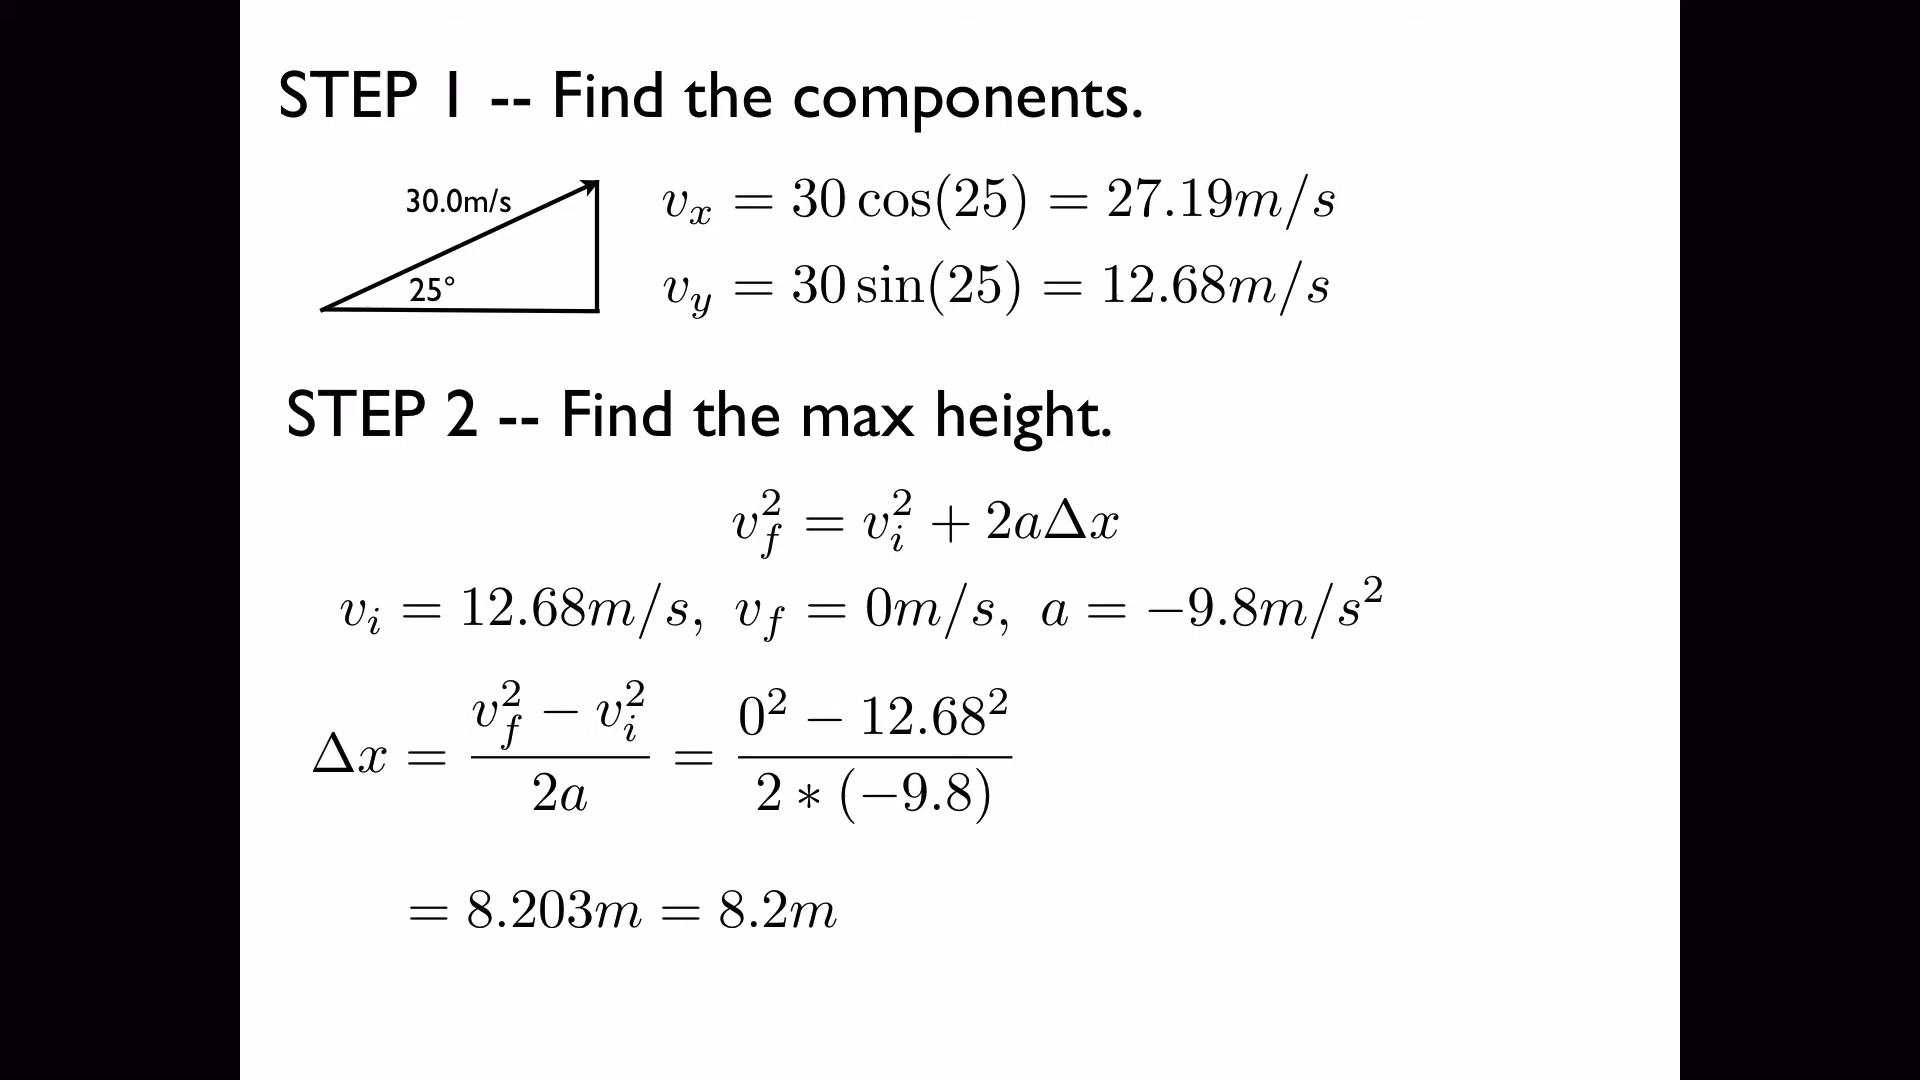 STEP 1 -- Find the components.
30.0m/s
25°
v_x = 30 cos(25) = 27.19m/s
v_y = 30 sin(25) = 12.68m/s
STEP 2 -- Find the max height.
v_f^2 = v_i^2 + 2aΔx
v_i = 12.68m/s, v_f = 0m/s, a = −9.8m/s^2
Δx = \frac{v_f^2 − v_i^2}{2a} = \frac{0^2 − 12.68^2}{2 * (−9.8)}
= 8.203m = 8.2m